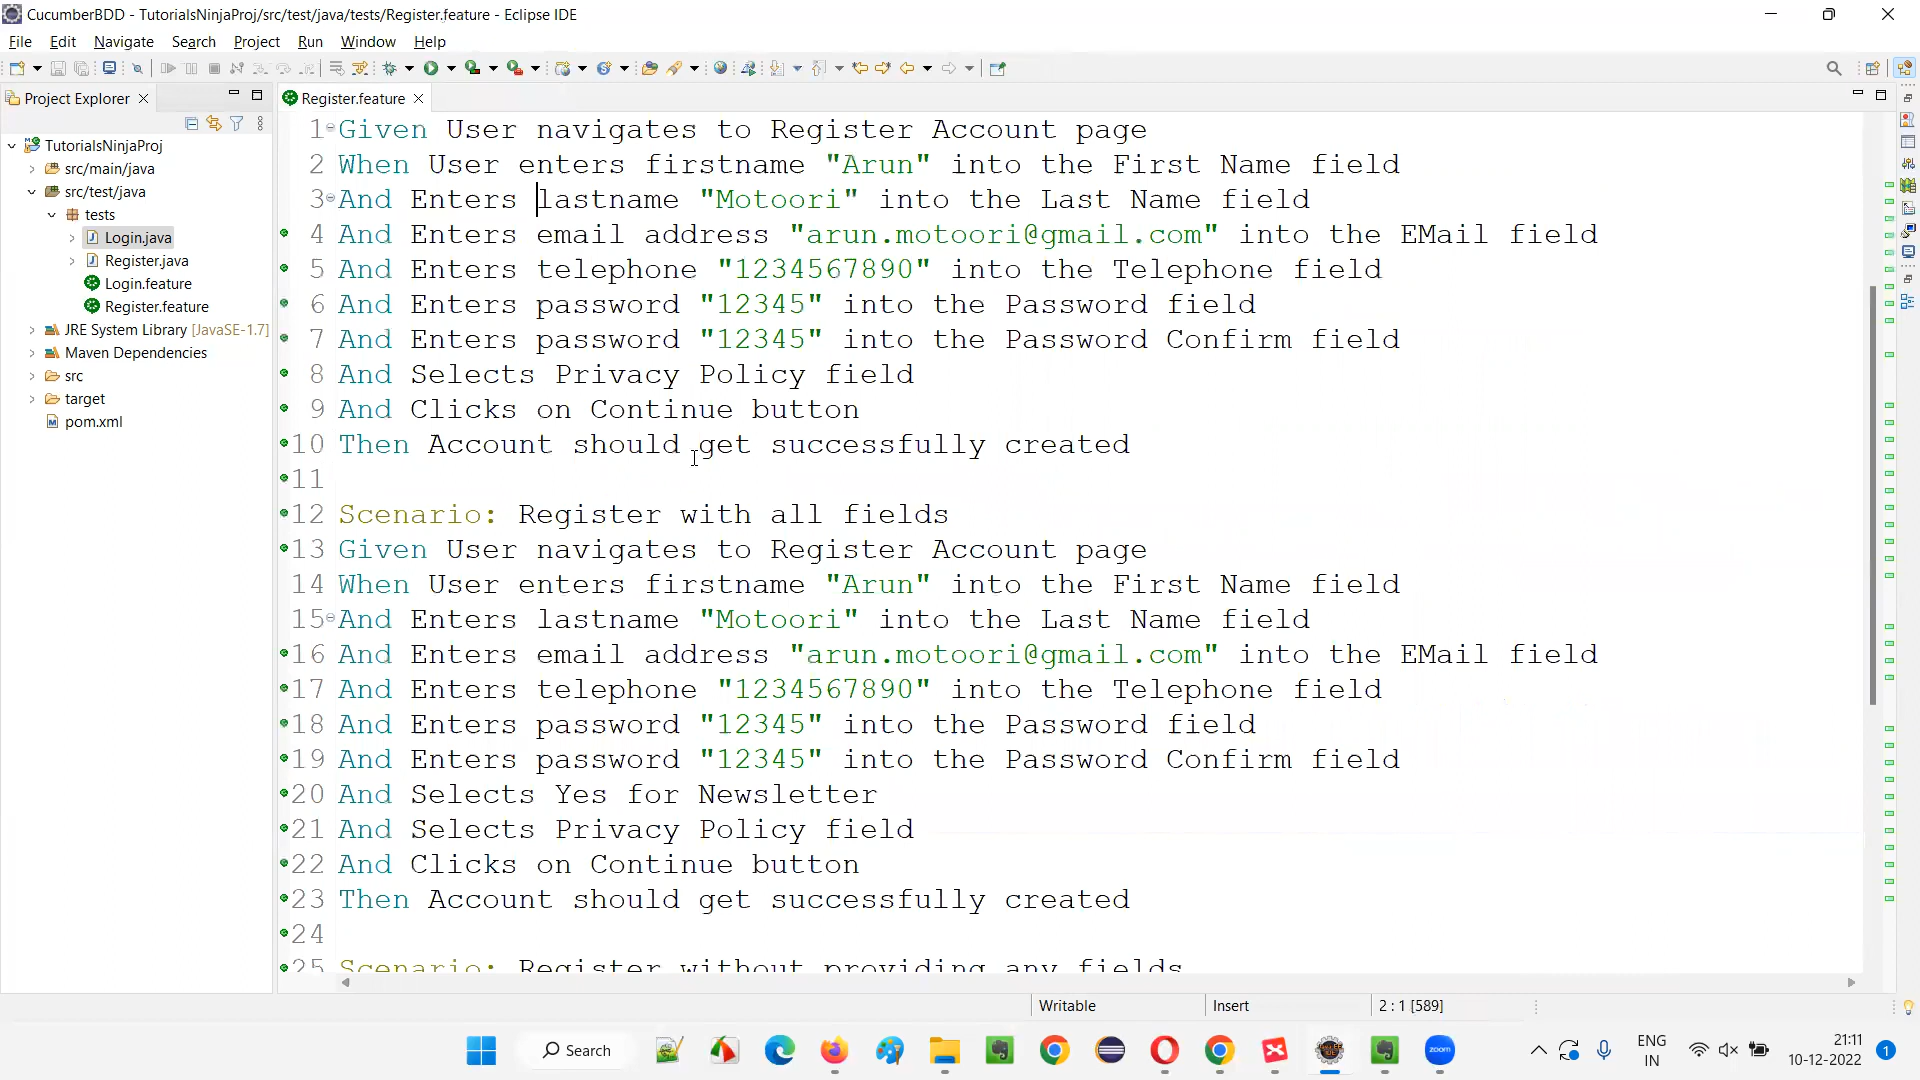 CucumberBDD - TutorialsNinjaProj/src/test/java/tests/Register.feature - Eclipse IDE
File Edit Navigate Search Project Run Window Help
Project Explorer
Register.feature
TutorialsNinjaProj
src/main/java
src/test/java
tests
Login.java
Register.java
Login.feature
Register.feature
JRE System Library [JavaSE-1.7]
Maven Dependencies
src
target
pom.xml
1 Given User navigates to Register Account page
2 When User enters firstname "Arun" into the First Name field
3 And Enters lastname "Motoori" into the Last Name field
4 And Enters email address "arun.motoori@gmail.com" into the EMail field
5 And Enters telephone "1234567890" into the Telephone field
6 And Enters password "12345" into the Password field
7 And Enters password "12345" into the Password Confirm field
8 And Selects Privacy Policy field
9 And Clicks on Continue button
10 Then Account should get successfully created
11
12 Scenario: Register with all fields
13 Given User navigates to Register Account page
14 When User enters firstname "Arun" into the First Name field
15 And Enters lastname "Motoori" into the Last Name field
16 And Enters email address "arun.motoori@gmail.com" into the EMail field
17 And Enters telephone "1234567890" into the Telephone field
18 And Enters password "12345" into the Password field
19 And Enters password "12345" into the Password Confirm field
20 And Selects Yes for Newsletter
21 And Selects Privacy Policy field
22 And Clicks on Continue button
23 Then Account should get successfully created
24
25 Scenario: Register without providing any fields
Writable Insert 2 : 1 [589]
Search
zoom
ENG
IN
21:11
10-12-2022
1